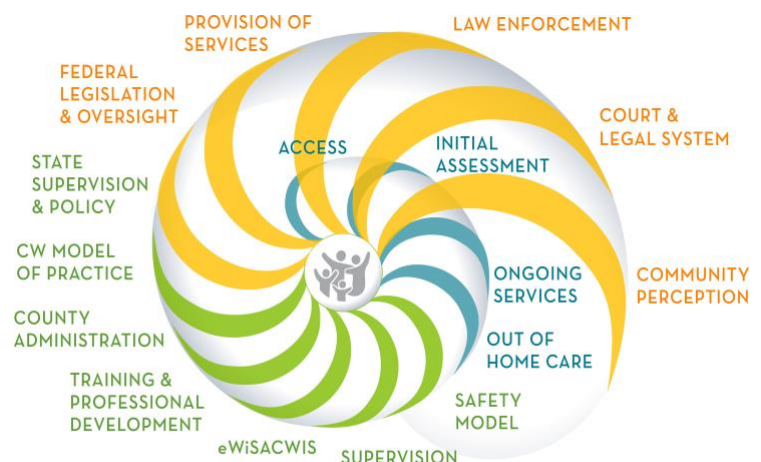 PROVISION OF
SERVICES
LAW ENFORCEMENT
FEDERAL
LEGISLATION
& OVERSIGHT
COURT &
LEGAL SYSTEM
ACCESS
INITIAL
ASSESSMENT
STATE
SUPERVISION
& POLICY
CW MODEL
OF PRACTICE
ONGOING
SERVICES
COMMUNITY
PERCEPTION
COUNTY
ADMINISTRATION
OUT OF
HOME CARE
TRAINING &
PROFESSIONAL
DEVELOPMENT
SAFETY
MODEL
eWiSACWIS
SUPERVISION